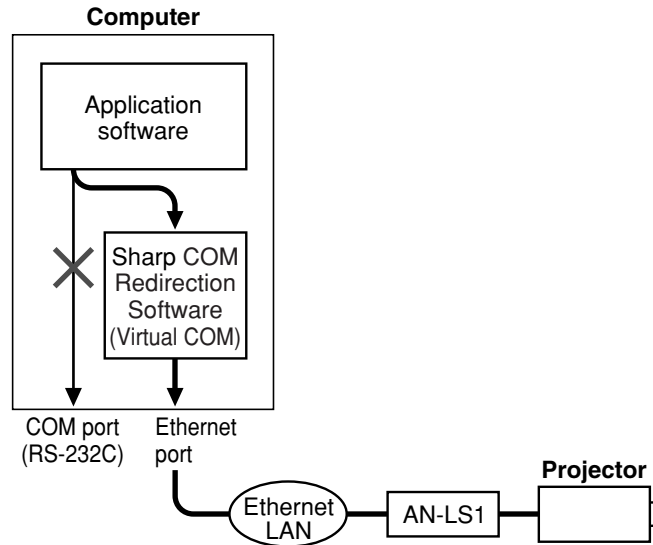 Computer
Application
software
Sharp COM
Redirection
Software
(Virtual COM)
COM port
(RS-232C)
Ethernet
port
Ethernet
LAN
AN-LS1
Projector